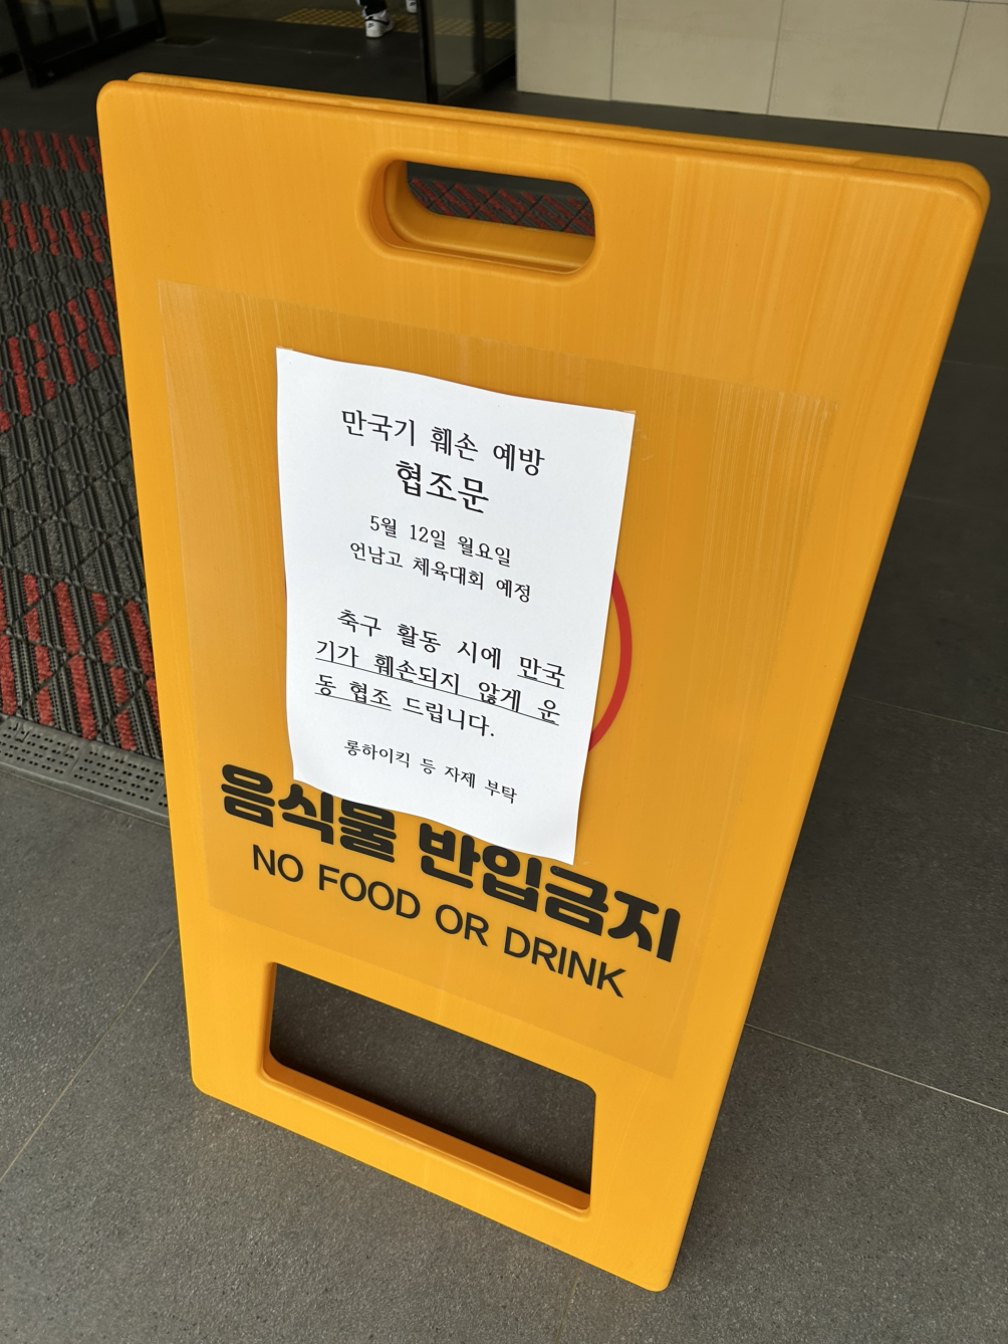 만국기 훼손 예방
협조문
5월 12일 월요일
언남고 체육대회 예정
축구 활동 시에 만국
기가 훼손되지 않게 운
동 협조 드립니다.
롱하이킥 등 자제 부탁
음식물 반입금지
NO FOOD OR DRINK